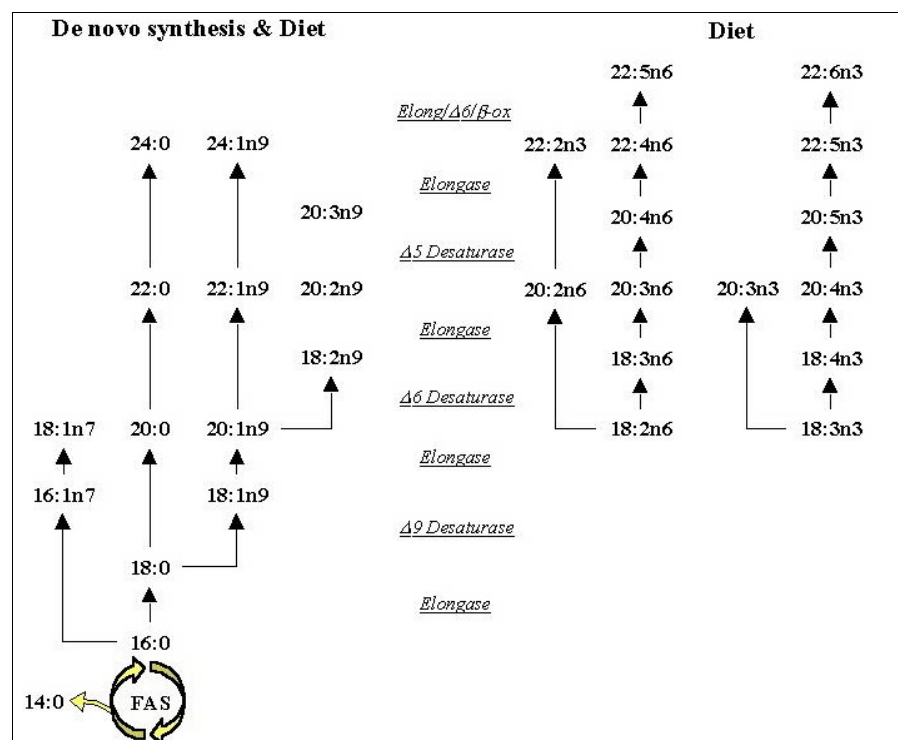 De novo synthesis & Diet Diet
22:5n6 22:6n3
Elong/Δ6/β-ox
24:0 24:1n9 22:2n3 22:4n6 22:5n3
Elongase
20:3n9 20:4n6 20:5n3
Δ5 Desaturase
22:0 22:1n9 20:2n9 20:2n6 20:3n6 20:3n3 20:4n3
Elongase
18:2n9 18:3n6 18:4n3
Δ6 Desaturase
18:1n7 20:0 20:1n9 18:2n6 18:3n3
Elongase
16:1n7 18:1n9
Δ9 Desaturase
18:0
Elongase
16:0
14:0 FAS